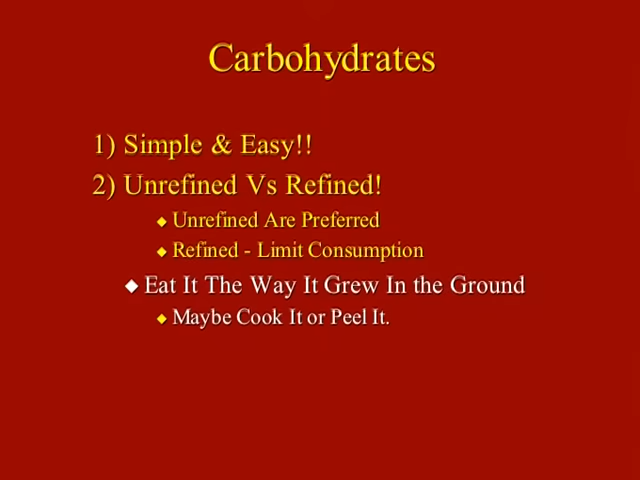 Carbohydrates
1) Simple & Easy!!
2) Unrefined Vs Refined!
◆ Unrefined Are Preferred
◆ Refined - Limit Consumption
◆ Eat It The Way It Grew In the Ground
◆ Maybe Cook It or Peel It.